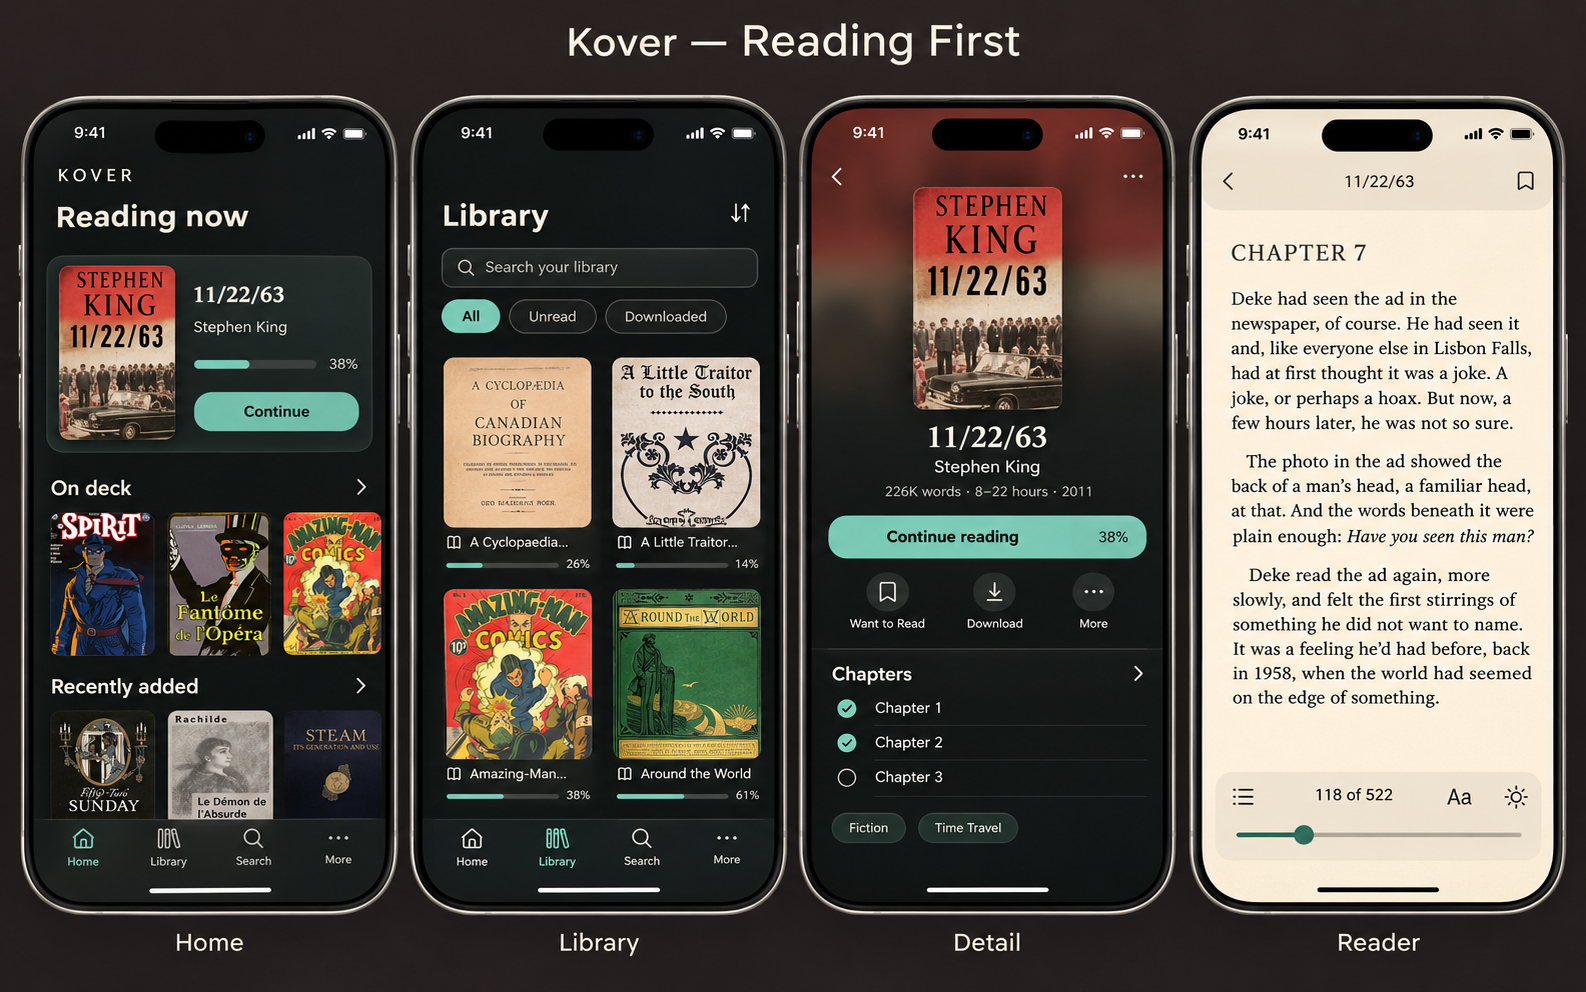 Kover — Reading First
9:41
KOVER
Reading now
STEPHEN
KING
11/22/63
11/22/63
Stephen King
38%
Continue
On deck
SPIRIT
Le
Fantôme
de l'Opéra
AMAZING-MAN
COMICS
10¢
Recently added
Fifty-Two
SUNDAY
Rachilde
Le Démon de
l'Absurde
STEAM
ITS GENERATION AND USE
Home
Library
Search
More
Home
9:41
Library
Search your library
All
Unread
Downloaded
A CYCLOPÆDIA
OF
CANADIAN
BIOGRAPHY
A Cyclopaedia...
26%
A Little Traitor
to the South
A Little Traitor...
14%
AMAZING-MAN
10¢
COMICS
Amazing-Man...
38%
AROUND THE WORLD
Around the World
61%
Home
Library
Search
More
Library
9:41
STEPHEN
KING
11/22/63
11/22/63
Stephen King
226K words · 8–22 hours · 2011
Continue reading 38%
Want to Read
Download
More
Chapters
Chapter 1
Chapter 2
Chapter 3
Fiction
Time Travel
Detail
9:41
11/22/63
CHAPTER 7
Deke had seen the ad in the
newspaper, of course. He had seen it
and, like everyone else in Lisbon Falls,
had at first thought it was a joke. A
joke, or perhaps a hoax. But now, a
few hours later, he was not so sure.
The photo in the ad showed the
back of a man's head, a familiar head,
at that. And the words beneath it were
plain enough: Have you seen this man?
Deke read the ad again, more
slowly, and felt the first stirrings of
something he did not want to name.
It was a feeling he'd had before, back
in 1958, when the world had seemed
on the edge of something.
118 of 522
Aa
Reader